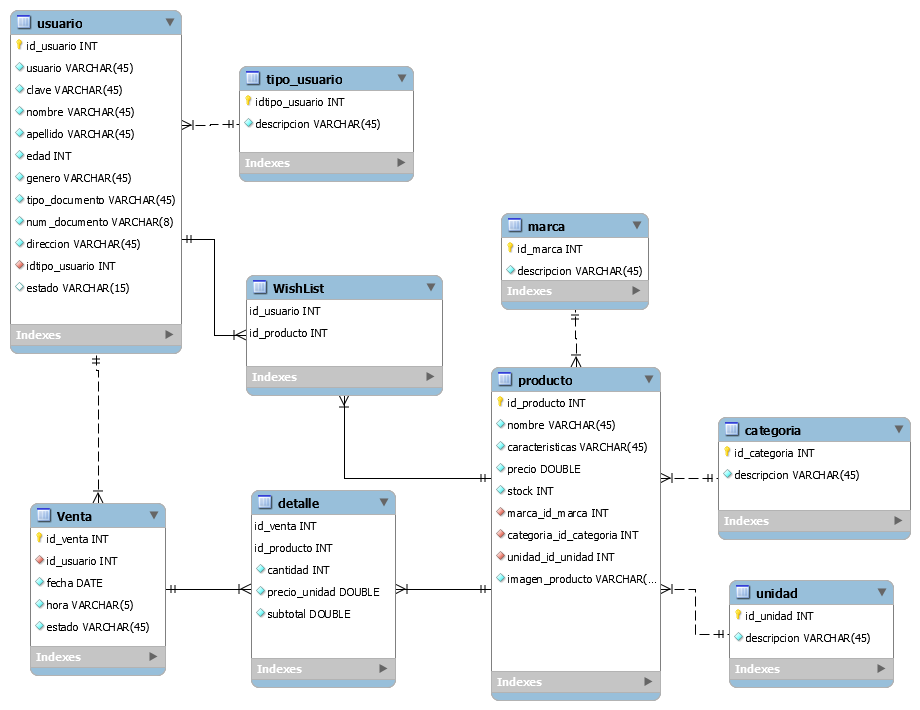 usuario
id_usuario INT
usuario VARCHAR(45)
clave VARCHAR(45)
nombre VARCHAR(45)
apellido VARCHAR(45)
edad INT
genero VARCHAR(45)
tipo_documento VARCHAR(45)
num_documento VARCHAR(8)
direccion VARCHAR(45)
idtipo_usuario INT
estado VARCHAR(15)
Indexes
tipo_usuario
idtipo_usuario INT
descripcion VARCHAR(45)
Indexes
WishList
id_usuario INT
id_producto INT
Indexes
marca
id_marca INT
descripcion VARCHAR(45)
Indexes
producto
id_producto INT
nombre VARCHAR(45)
caracteristicas VARCHAR(45)
precio DOUBLE
stock INT
marca_id_marca INT
categoria_id_categoria INT
unidad_id_unidad INT
imagen_producto VARCHAR(...
Indexes
categoria
id_categoria INT
descripcion VARCHAR(45)
Indexes
Venta
id_venta INT
id_usuario INT
fecha DATE
hora VARCHAR(5)
estado VARCHAR(45)
Indexes
detalle
id_venta INT
id_producto INT
cantidad INT
precio_unidad DOUBLE
subtotal DOUBLE
Indexes
unidad
id_unidad INT
descripcion VARCHAR(45)
Indexes